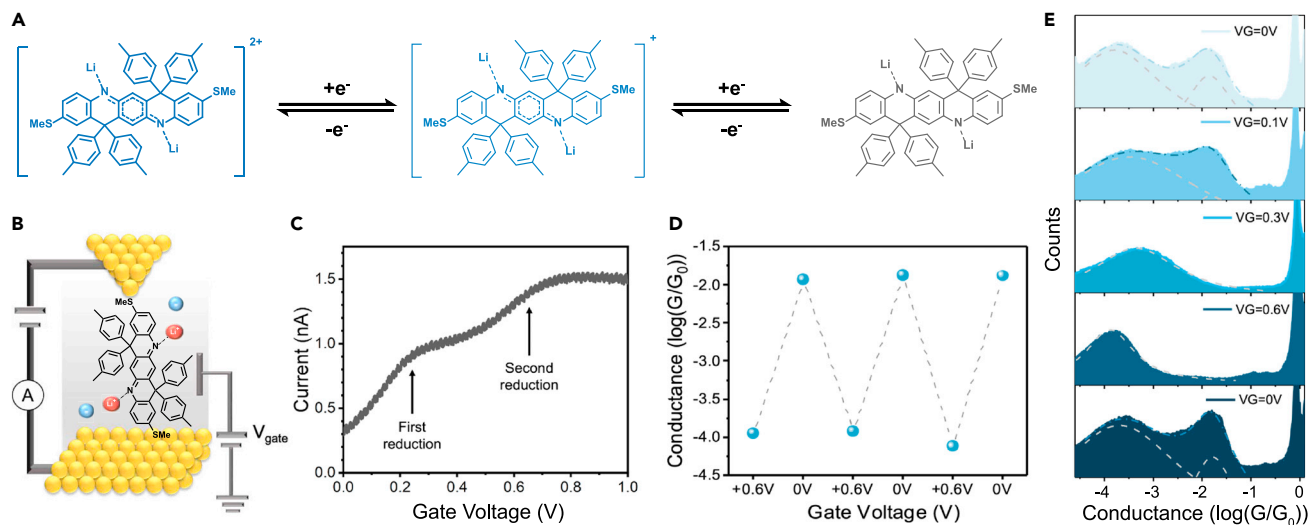 A
2+
Li
N
SMe
MeS
N
Li
+e⁻
-e⁻
+
Li
N
SMe
MeS
N
Li
+e⁻
-e⁻
Li
N
SMe
MeS
N
Li
B
A
MeS
N
Li⁺
N
Li⁺
SMe
V_gate
C
Current (nA)
2.0
1.5
1.0
0.5
0.0
First
reduction
Second
reduction
0.0 0.2 0.4 0.6 0.8 1.0
Gate Voltage (V)
D
Conductance (log(G/G₀))
-1.5
-2.0
-2.5
-3.0
-3.5
-4.0
-4.5
+0.6V 0V +0.6V 0V +0.6V 0V
Gate Voltage (V)
E
Counts
VG=0V
VG=0.1V
VG=0.3V
VG=0.6V
VG=0V
-4 -3 -2 -1 0
Conductance (log(G/G₀))